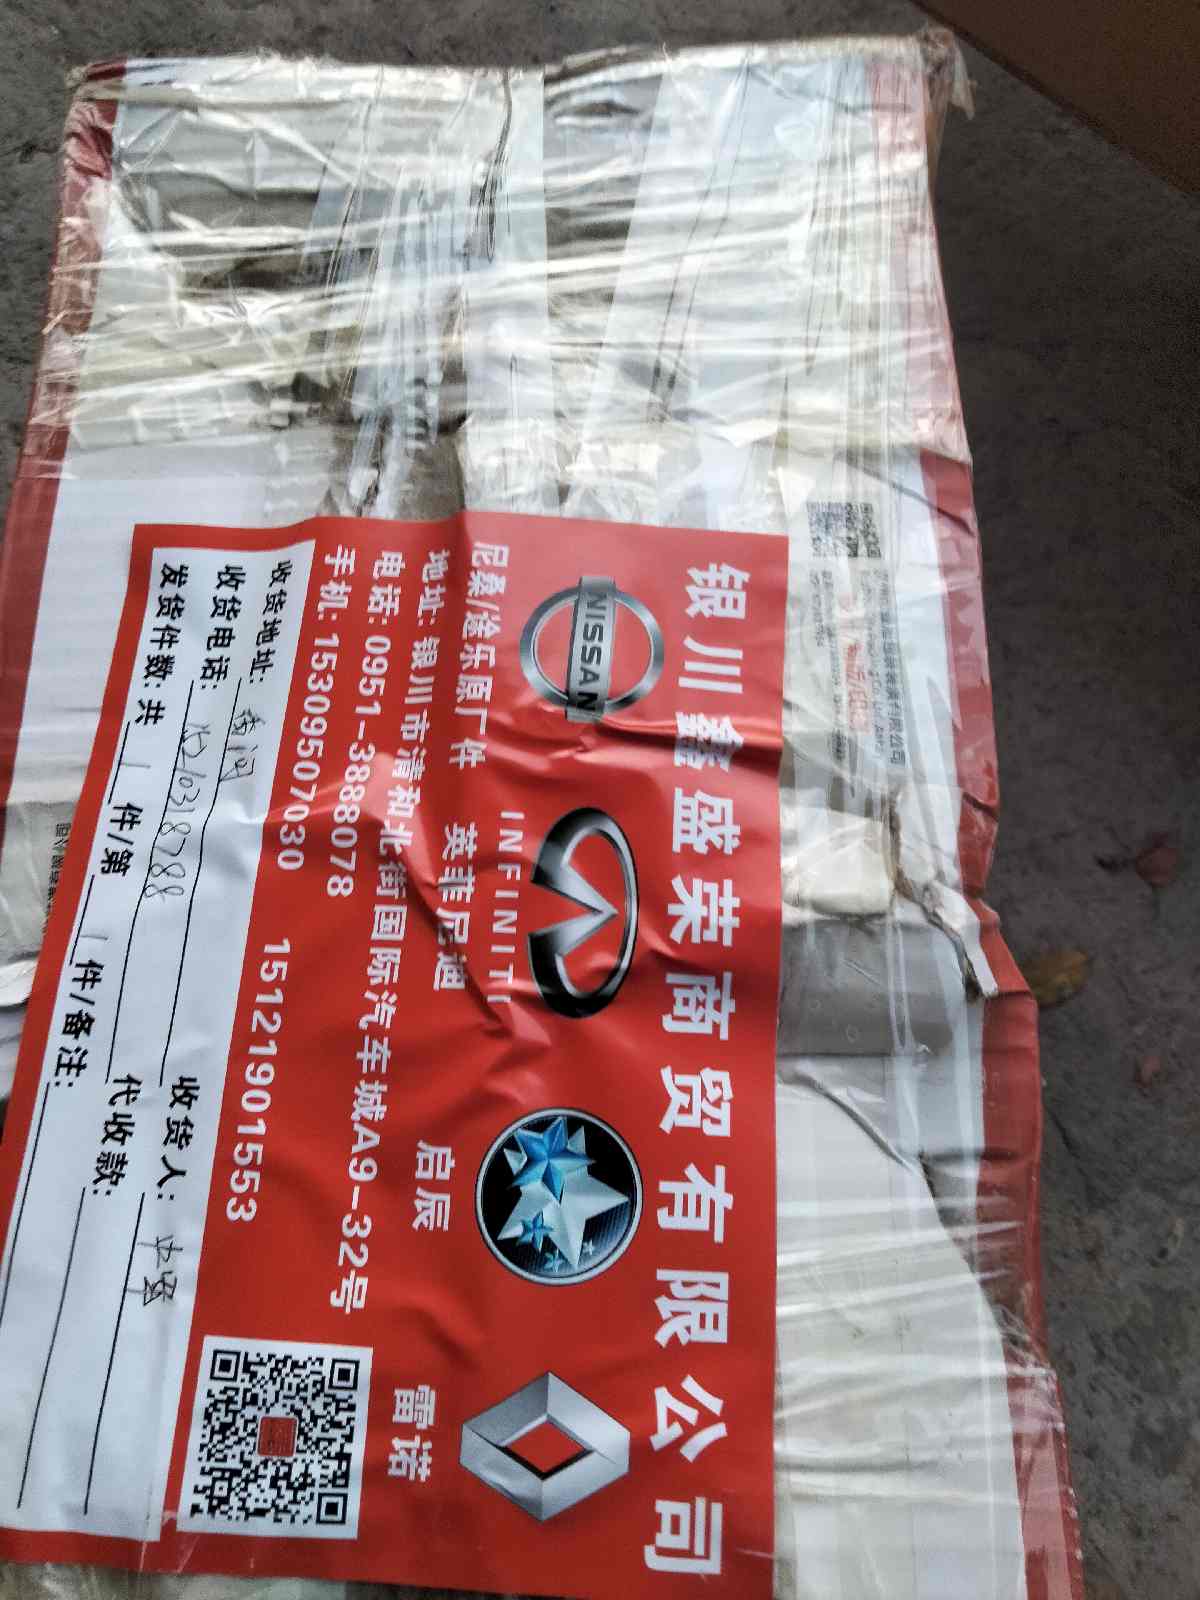 银川鑫盛荣商贸有限公司
NISSAN
INFINITI
尼桑/途乐原厂件 英菲尼迪 启辰 雷诺
地址: 银川市清和北街国际汽车城A9-32号
电话: 0951-3888078
手机: 15309507030 15121901553
收货地址: 收货人:
收货电话: 15210318788 代收款:
发货件数: 共 1 件/第 1 件/备注: